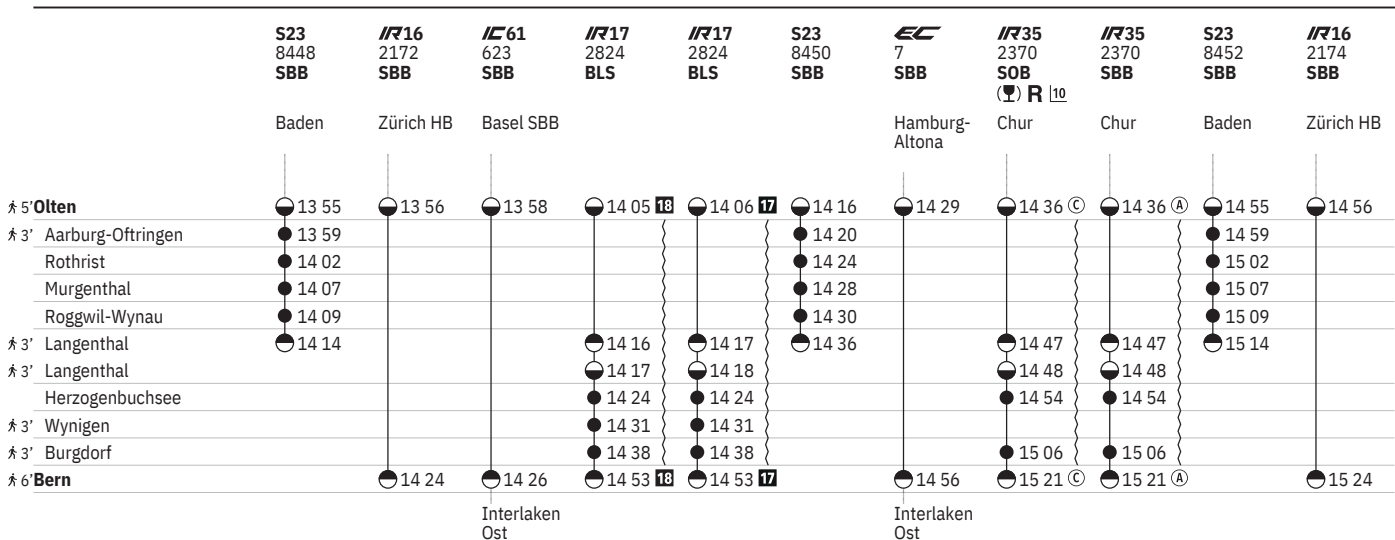 S23 IR16 IC61 IR17 IR17 S23 EC IR35 IR35 S23 IR16
8448 2172 623 2824 2824 8450 7 2370 2370 8452 2174
SBB SBB SBB BLS BLS SBB SBB SOB SBB SBB SBB
R 10
Baden Zürich HB Basel SBB Hamburg- Chur Chur Baden Zürich HB
Altona
5' Olten 13 55 13 56 13 58 14 05 18 14 06 17 14 16 14 29 14 36 C 14 36 A 14 55 14 56
3' Aarburg-Oftringen 13 59 14 20 14 59
Rothrist 14 02 14 24 15 02
Murgenthal 14 07 14 28 15 07
Roggwil-Wynau 14 09 14 30 15 09
3' Langenthal 14 14 14 16 14 17 14 36 14 47 14 47 15 14
3' Langenthal 14 17 14 18 14 48 14 48
Herzogenbuchsee 14 24 14 24 14 54 14 54
3' Wynigen 14 31 14 31
3' Burgdorf 14 38 14 38 15 06 15 06
6' Bern 14 24 14 26 14 53 18 14 53 17 14 56 15 21 C 15 21 A 15 24
Interlaken Interlaken
Ost Ost